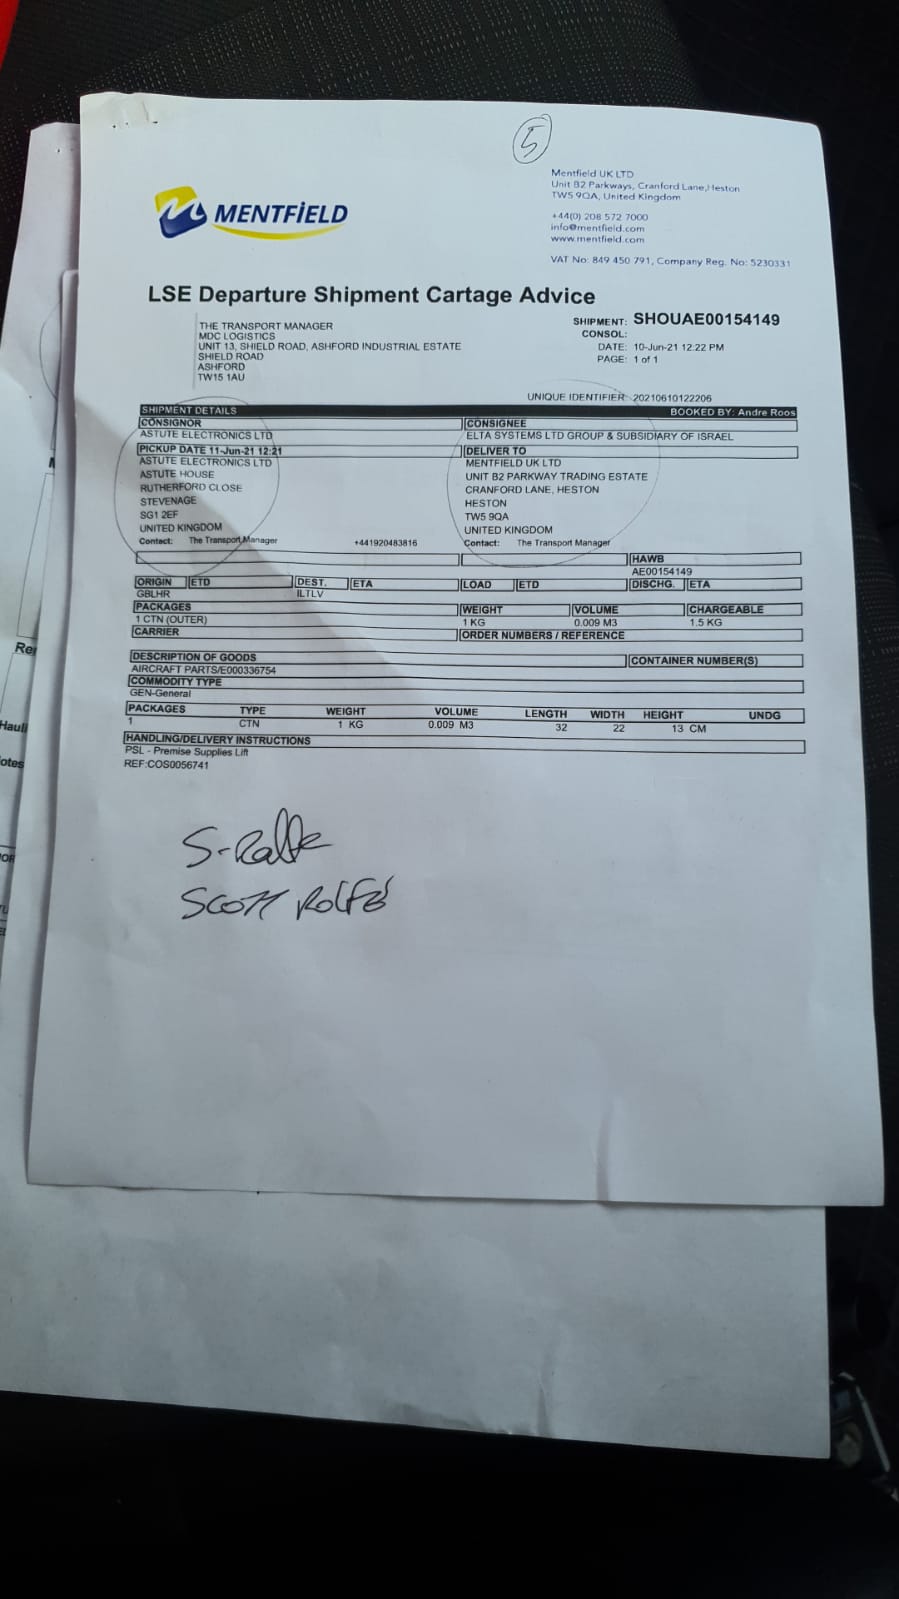 5
Mentfield UK LTD
Unit B2 Parkways, Cranford Lane,Heston
TW5 9QA, United Kingdom
+44(0) 208 572 7000
info@mentfield.com
www.mentfield.com
VAT No: 849 450 791, Company Reg. No: 5230331
MENTFiELD
LSE Departure Shipment Cartage Advice
THE TRANSPORT MANAGER
MDC LOGISTICS
UNIT 13, SHIELD ROAD, ASHFORD INDUSTRIAL ESTATE
SHIELD ROAD
ASHFORD
TW15 1AU
SHIPMENT: SHOUAE00154149
CONSOL:
DATE: 10-Jun-21 12:22 PM
PAGE: 1 of 1
UNIQUE IDENTIFIER: 20210610122206
SHIPMENT DETAILS BOOKED BY: Andre Roos
CONSIGNOR CONSIGNEE
ASTUTE ELECTRONICS LTD ELTA SYSTEMS LTD GROUP & SUBSIDIARY OF ISRAEL
PICKUP DATE 11-Jun-21 12:21 DELIVER TO
ASTUTE ELECTRONICS LTD MENTFIELD UK LTD
ASTUTE HOUSE UNIT B2 PARKWAY TRADING ESTATE
RUTHERFORD CLOSE CRANFORD LANE, HESTON
STEVENAGE HESTON
SG1 2EF TW5 9QA
UNITED KINGDOM UNITED KINGDOM
Contact: The Transport Manager +441920483816 Contact: The Transport Manager
HAWB
AE00154149
ORIGIN ETD DEST. ETA LOAD ETD DISCHG. ETA
GBLHR ILTLV
PACKAGES WEIGHT VOLUME CHARGEABLE
1 CTN (OUTER) 1 KG 0.009 M3 1.5 KG
CARRIER ORDER NUMBERS / REFERENCE
DESCRIPTION OF GOODS CONTAINER NUMBER(S)
AIRCRAFT PARTS/E000336754
COMMODITY TYPE
GEN-General
PACKAGES TYPE WEIGHT VOLUME LENGTH WIDTH HEIGHT UNDG
1 CTN 1 KG 0.009 M3 32 22 13 CM
HANDLING/DELIVERY INSTRUCTIONS
PSL - Premise Supplies Lift
REF:COS0056741
S-Rolfe
SCOTT ROLFE